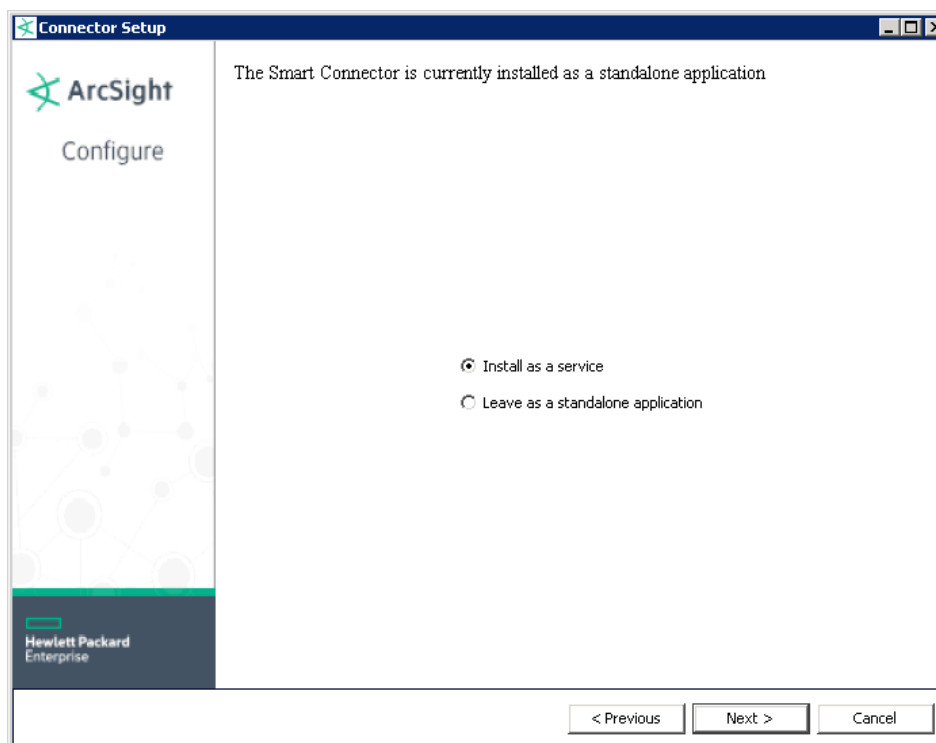 Connector Setup
ArcSight
Configure
The Smart Connector is currently installed as a standalone application
Install as a service
Leave as a standalone application
Hewlett Packard
Enterprise
< Previous
Next >
Cancel